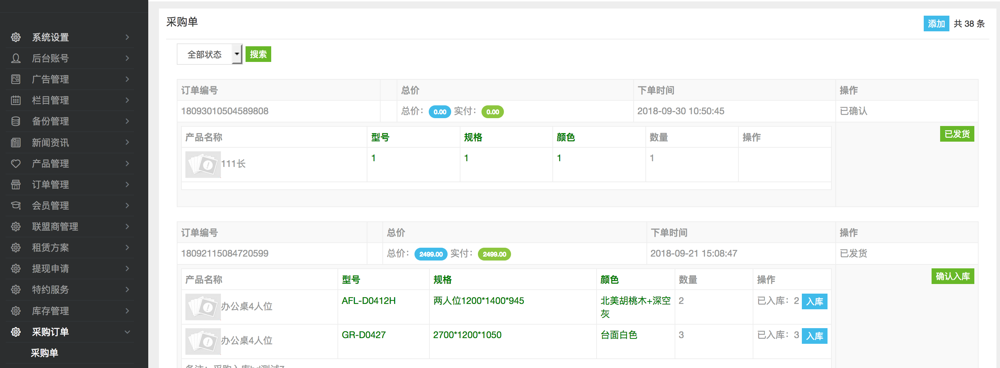 系统设置
后台账号
广告管理
栏目管理
备份管理
新闻资讯
产品管理
订单管理
会员管理
联盟商管理
租赁方案
提现申请
特约服务
库存管理
采购订单
采购单
采购单
添加 共 38 条
全部状态 搜索
订单编号 总价 下单时间 操作
18093010504589808 总价： 0.00 实付： 0.00 2018-09-30 10:50:45 已确认
产品名称 型号 规格 颜色 数量 操作 已发货
111长 1 1 1 1
订单编号 总价 下单时间 操作
18092115084720599 总价： 2499.00 实付： 2499.00 2018-09-21 15:08:47 已发货
产品名称 型号 规格 颜色 数量 操作 确认入库
办公桌4人位 AFL-D0412H 两人位1200*1400*945 北美胡桃木+深空 2 已入库：2 入库
灰
办公桌4人位 GR-D0427 2700*1200*1050 台面白色 3 已入库：3 入库
备注：采购入库bd测试7